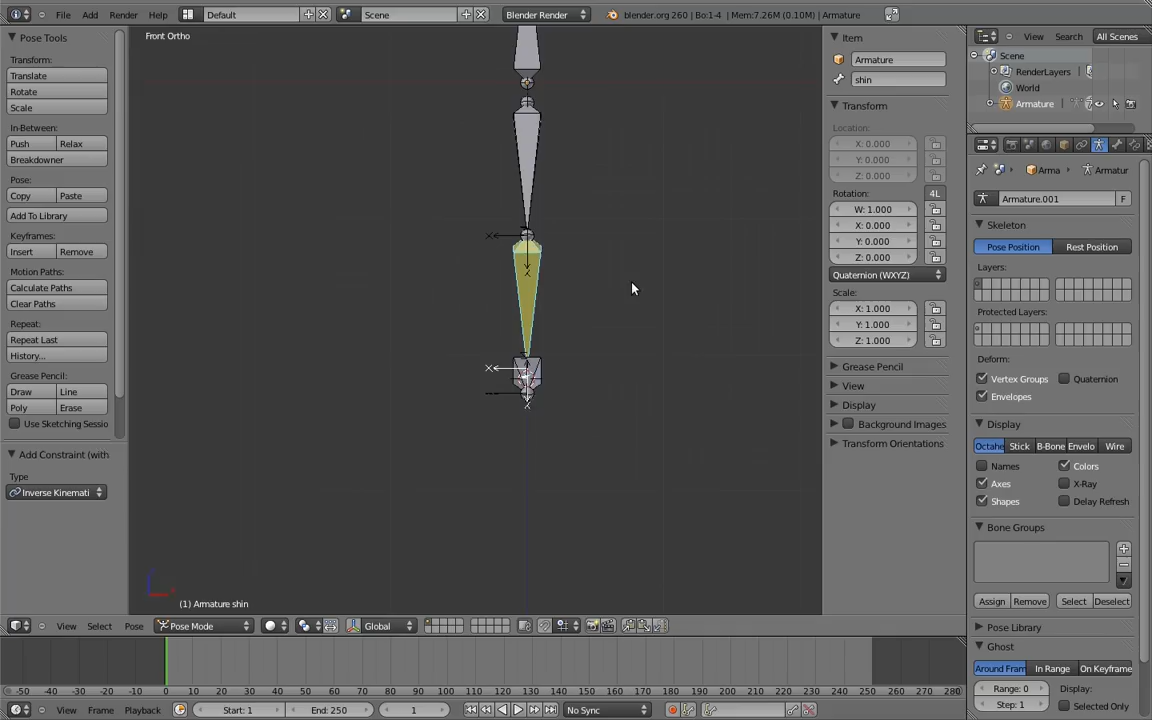 File Add Render Help Default Scene Blender Render blender.org 260 | Bo:1-4 | Mem:7.26M (0.10M) | Armature
Pose Tools
Transform:
Translate
Rotate
Scale
In-Between:
Push Relax
Breakdowner
Pose:
Copy Paste
Add To Library
Keyframes:
Insert Remove
Motion Paths:
Calculate Paths
Clear Paths
Repeat:
Repeat Last
History...
Grease Pencil:
Draw Line
Poly Erase
Use Sketching Sessio
Add Constraint (with
Type
Inverse Kinemati
Front Ortho
X
X
X
X
(1) Armature shin
View Select Pose Pose Mode Global
Item
Armature
shin
Transform
Location:
X: 0.000
Y: 0.000
Z: 0.000
Rotation: 4L
W: 1.000
X: 0.000
Y: 0.000
Z: 0.000
Quaternion (WXYZ)
Scale:
X: 1.000
Y: 1.000
Z: 1.000
Grease Pencil
View
Display
Background Images
Transform Orientations
View Search All Scenes
Scene
RenderLayers
World
Armature
Arma Armatur
Armature.001 F
Skeleton
Pose Position Rest Position
Layers:
Protected Layers:
Deform:
Vertex Groups Quaternion
Envelopes
Display
Octahe Stick B-Bone Envelo Wire
Names Colors
Axes X-Ray
Shapes Delay Refresh
Bone Groups
Assign Remove Select Deselect
Pose Library
Ghost
Around Fram In Range On Keyframe
Range: 0 Display:
Step: 1 Selected Only
-50 -40 -30 -20 -10 0 10 20 30 40 50 60 70 80 90 100 110 120 130 140 150 160 170 180 190 200 210 220 230 240 250 260 270 280
View Frame Playback Start: 1 End: 250 1 No Sync